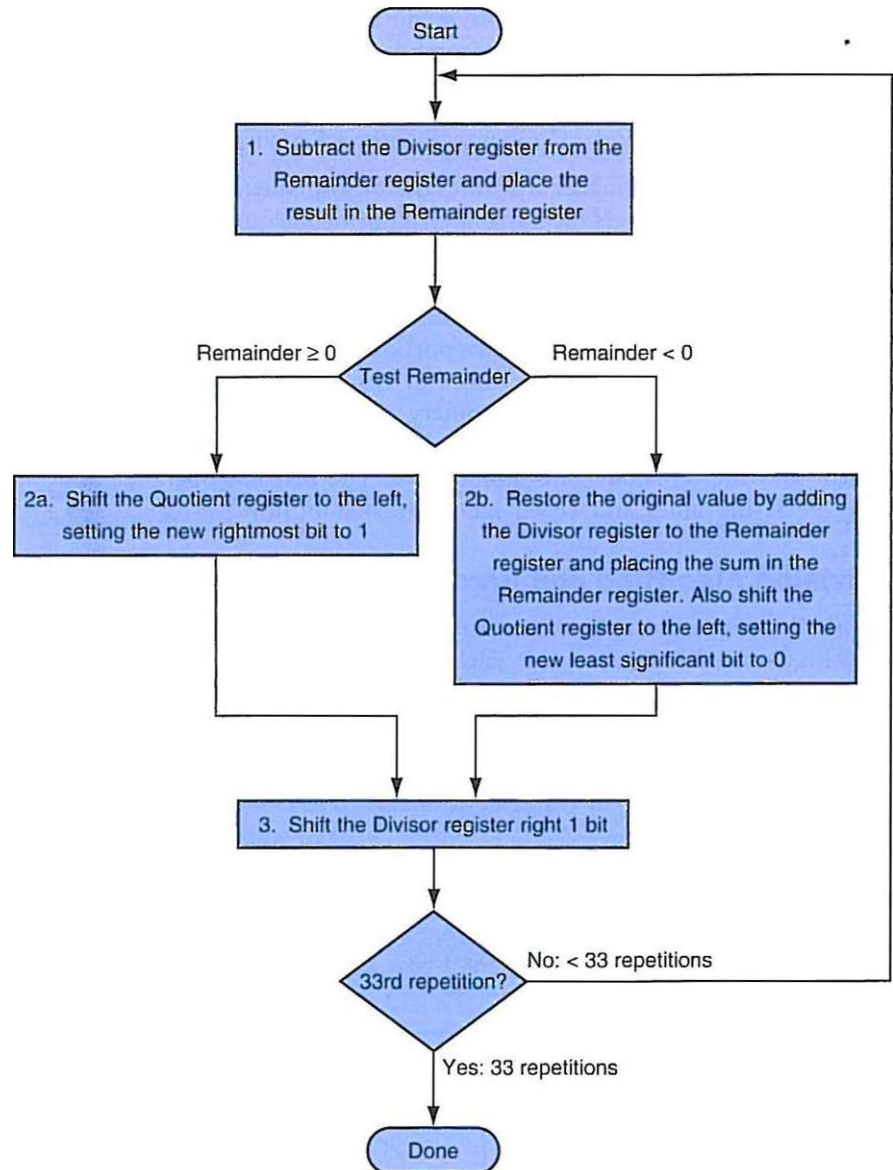 Start
1. Subtract the Divisor register from the
Remainder register and place the
result in the Remainder register
Remainder ≥ 0
Remainder < 0
Test Remainder
2a. Shift the Quotient register to the left,
setting the new rightmost bit to 1
2b. Restore the original value by adding
the Divisor register to the Remainder
register and placing the sum in the
Remainder register. Also shift the
Quotient register to the left, setting the
new least significant bit to 0
3. Shift the Divisor register right 1 bit
33rd repetition?
No: < 33 repetitions
Yes: 33 repetitions
Done